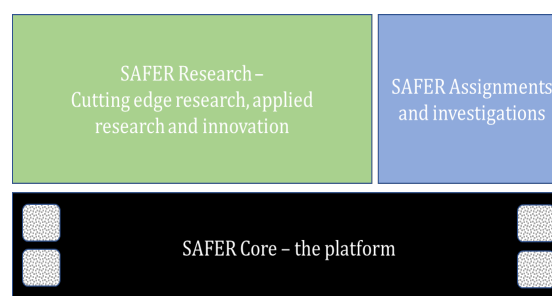 SAFER Research –
Cutting edge research, applied
research and innovation
SAFER Assignments
and investigations
SAFER Core – the platform